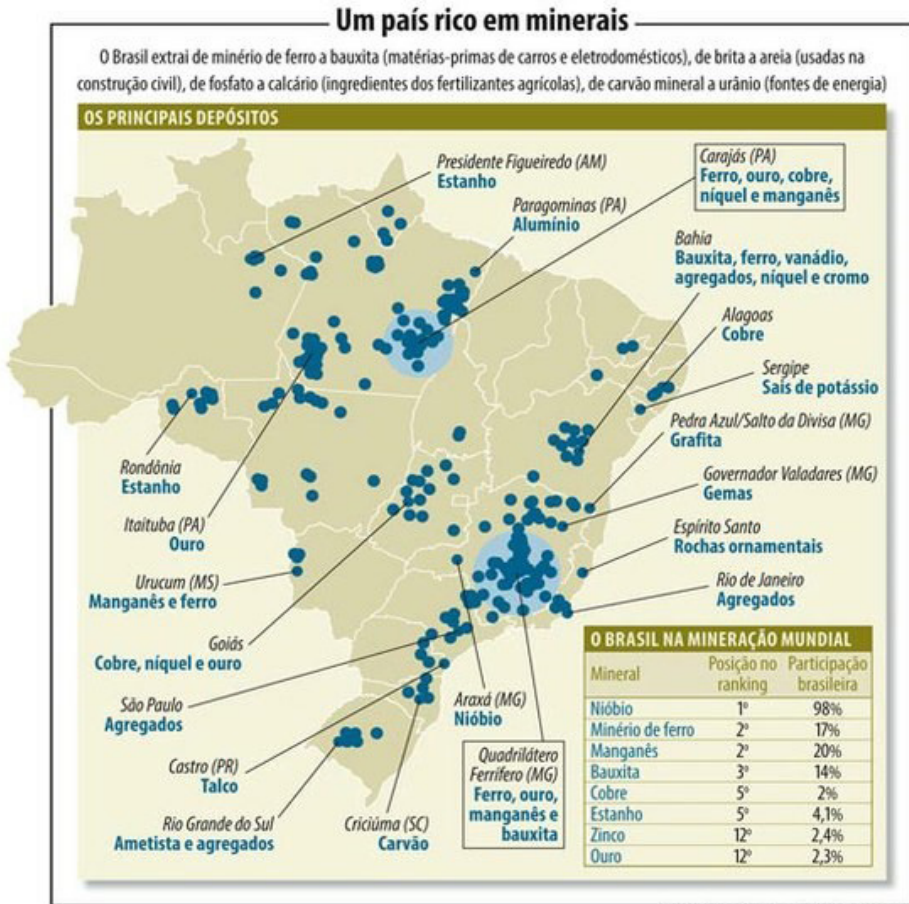 Um país rico em minerais
O Brasil extrai de minério de ferro a bauxita (matérias-primas de carros e eletrodomésticos), de brita a areia (usadas na
construção civil), de fosfato a calcário (ingredientes dos fertilizantes agrícolas), de carvão mineral a urânio (fontes de energia)
OS PRINCIPAIS DEPÓSITOS
Presidente Figueiredo (AM)
Estanho
Paragominas (PA)
Alumínio
Carajás (PA)
Ferro, ouro, cobre,
níquel e manganês
Bahia
Bauxita, ferro, vanádio,
agregados, níquel e cromo
Alagoas
Cobre
Sergipe
Sais de potássio
Pedra Azul/Salto da Divisa (MG)
Grafita
Governador Valadares (MG)
Gemas
Espírito Santo
Rochas ornamentais
Rio de Janeiro
Agregados
Rondônia
Estanho
Itaituba (PA)
Ouro
Urucum (MS)
Manganês e ferro
Goiás
Cobre, níquel e ouro
São Paulo
Agregados
Castro (PR)
Talco
Rio Grande do Sul
Ametista e agregados
Criciúma (SC)
Carvão
Araxá (MG)
Nióbio
Quadrilátero
Ferrífero (MG)
Ferro, ouro,
manganês e
bauxita
O BRASIL NA MINERAÇÃO MUNDIAL
Mineral Posição no ranking Participação brasileira
Nióbio 1º 98%
Minério de ferro 2º 17%
Manganês 2º 20%
Bauxita 3º 14%
Cobre 5º 2%
Estanho 5º 4,1%
Zinco 12º 2,4%
Ouro 12º 2,3%